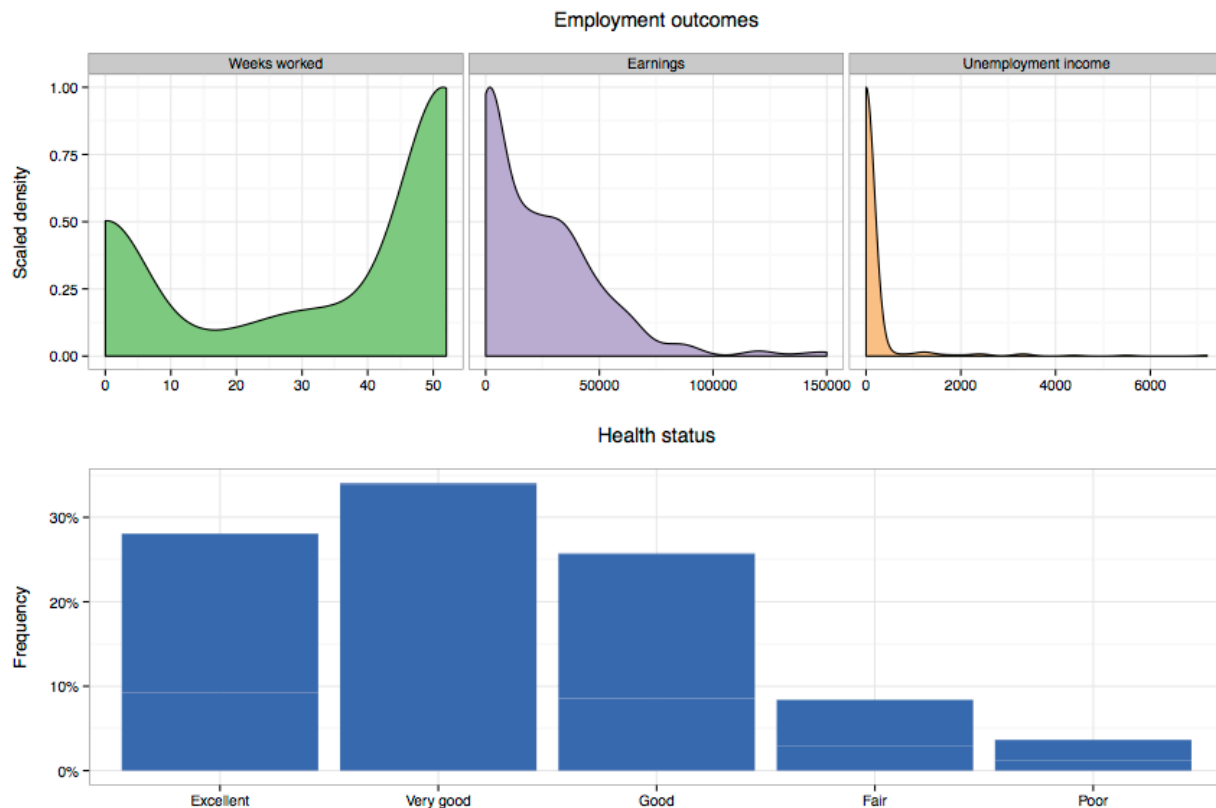 Employment outcomes
Weeks worked Earnings Unemployment income
Scaled density
1.00
0.75
0.50
0.25
0.00
0 10 20 30 40 50 0 50000 100000 150000 0 2000 4000 6000
Health status
Frequency
30%
20%
10%
0%
Excellent Very good Good Fair Poor